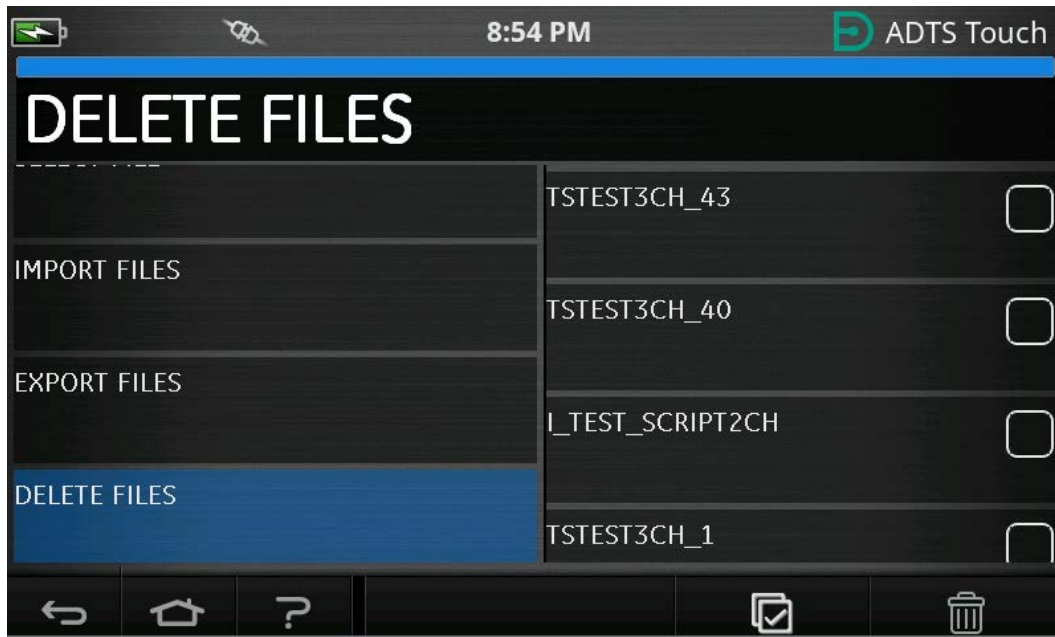 8:54 PM
ADTS Touch
DELETE FILES
IMPORT FILES
EXPORT FILES
DELETE FILES
TSTEST3CH_43
TSTEST3CH_40
I_TEST_SCRIPT2CH
TSTEST3CH_1